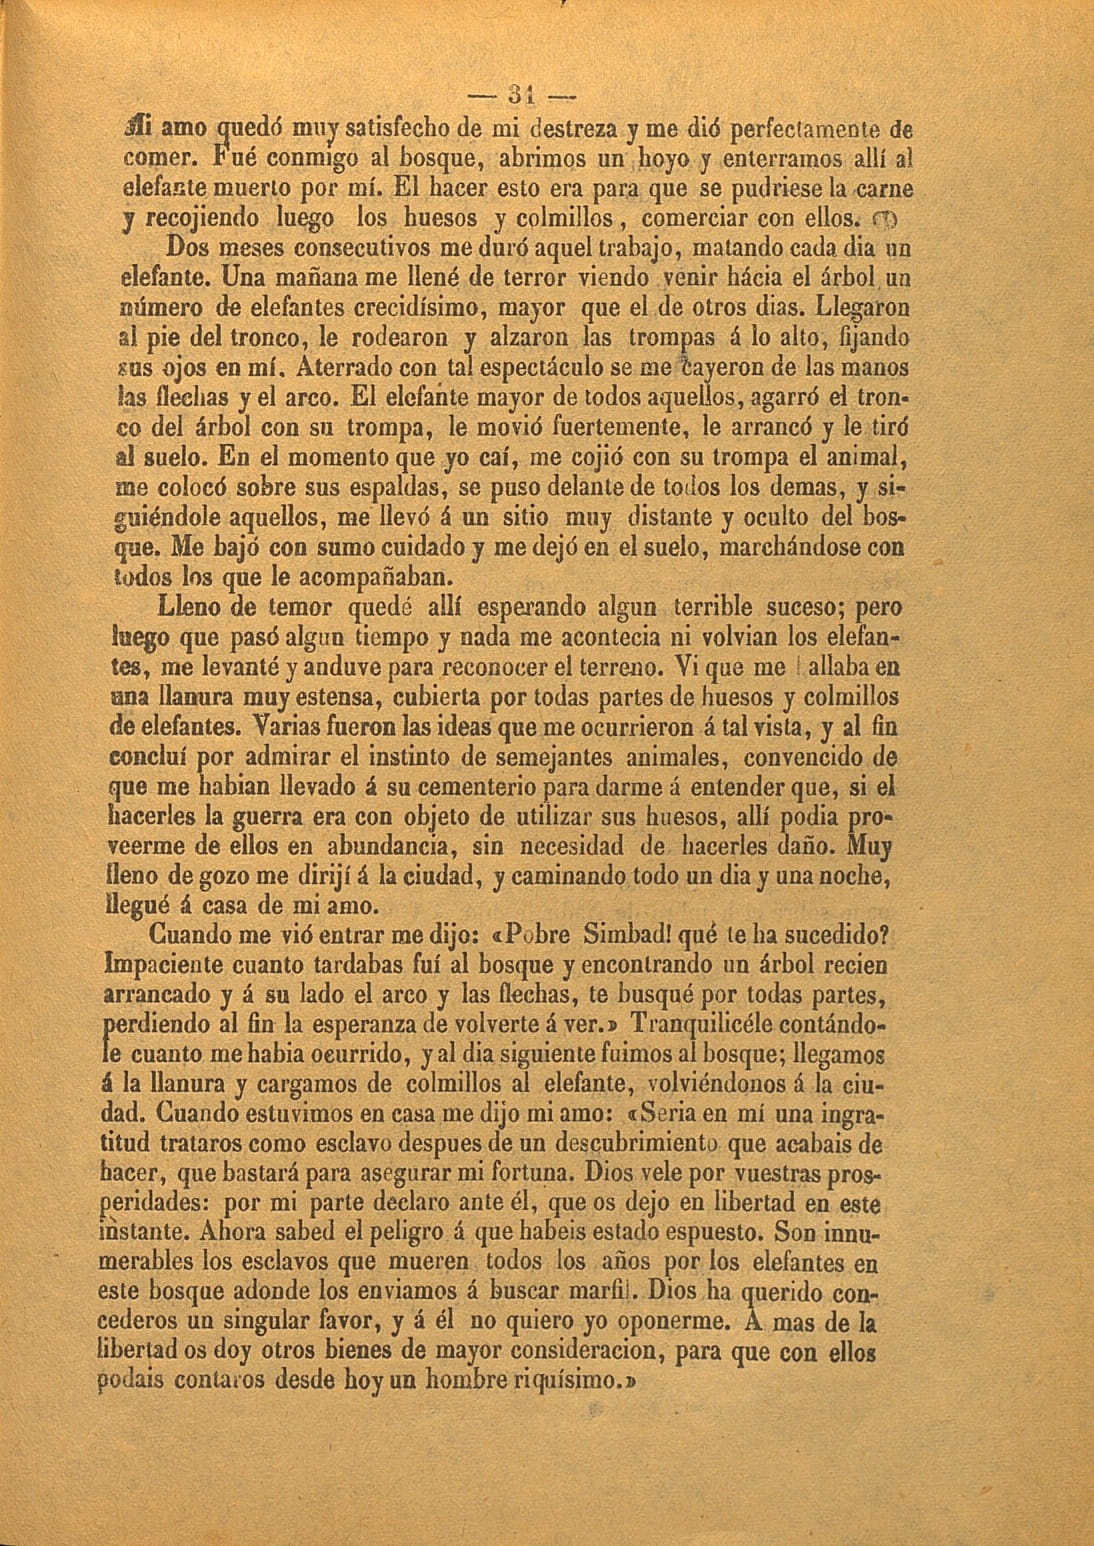 — 31 —
Mi amo quedó muy satisfecho de mi destreza y me dió perfectamente de
comer. Fué conmigo al bosque, abrimos un hoyo y enterramos allí al
elefante muerto por mí. El hacer esto era para que se pudriese la carne
y recojiendo luego los huesos y colmillos, comerciar con ellos.
Dos meses consecutivos me duró aquel trabajo, matando cada dia un
elefante. Una mañana me llené de terror viendo venir hácia el árbol un
número de elefantes crecidísimo, mayor que el de otros dias. Llegaron
al pie del tronco, le rodearon y alzaron las trompas á lo alto, fijando
sus ojos en mí. Aterrado con tal espectáculo se me cayeron de las manos
las flechas y el arco. El elefante mayor de todos aquellos, agarró el tron-
co del árbol con su trompa, le movió fuertemente, le arrancó y le tiró
al suelo. En el momento que yo caí, me cojió con su trompa el animal,
me colocó sobre sus espaldas, se puso delante de todos los demas, y si-
guiéndole aquellos, me llevó á un sitio muy distante y oculto del bos-
que. Me bajó con sumo cuidado y me dejó en el suelo, marchándose con
todos los que le acompañaban.
Lleno de temor quedé allí esperando algun terrible suceso; pero
luego que pasó algun tiempo y nada me acontecia ni volvian los elefan-
tes, me levanté y anduve para reconocer el terreno. Vi que me hallaba en
una llanura muy estensa, cubierta por todas partes de huesos y colmillos
de elefantes. Varias fueron las ideas que me ocurrieron á tal vista, y al fin
concluí por admirar el instinto de semejantes animales, convencido de
que me habian llevado á su cementerio para darme á entender que, si el
hacerles la guerra era con objeto de utilizar sus huesos, allí podia pro-
veerme de ellos en abundancia, sin necesidad de hacerles daño. Muy
lleno de gozo me dirijí á la ciudad, y caminando todo un dia y una noche,
llegué á casa de mi amo.
Cuando me vió entrar me dijo: «Pobre Simbad! qué te ha sucedido?
Impaciente cuanto tardabas fuí al bosque y encontrando un árbol recien
arrancado y á su lado el arco y las flechas, te busqué por todas partes,
perdiendo al fin la esperanza de volverte á ver.» Tranquilicéle contándo-
le cuanto me habia ocurrido, y al dia siguiente fuimos al bosque; llegamos
á la llanura y cargamos de colmillos al elefante, volviéndonos á la ciu-
dad. Cuando estuvimos en casa me dijo mi amo: «Seria en mí una ingra-
titud trataros como esclavo despues de un descubrimiento que acabais de
hacer, que bastará para asegurar mi fortuna. Dios vele por vuestras pros-
peridades: por mi parte declaro ante él, que os dejo en libertad en este
instante. Ahora sabed el peligro á que habeis estado espuesto. Son innu-
merables los esclavos que mueren todos los años por los elefantes en
este bosque adonde los enviamos á buscar marfil. Dios ha querido con-
cederos un singular favor, y á él no quiero yo oponerme. A mas de la
libertad os doy otros bienes de mayor consideracion, para que con ellos
podais contaros desde hoy un hombre riquísimo.»